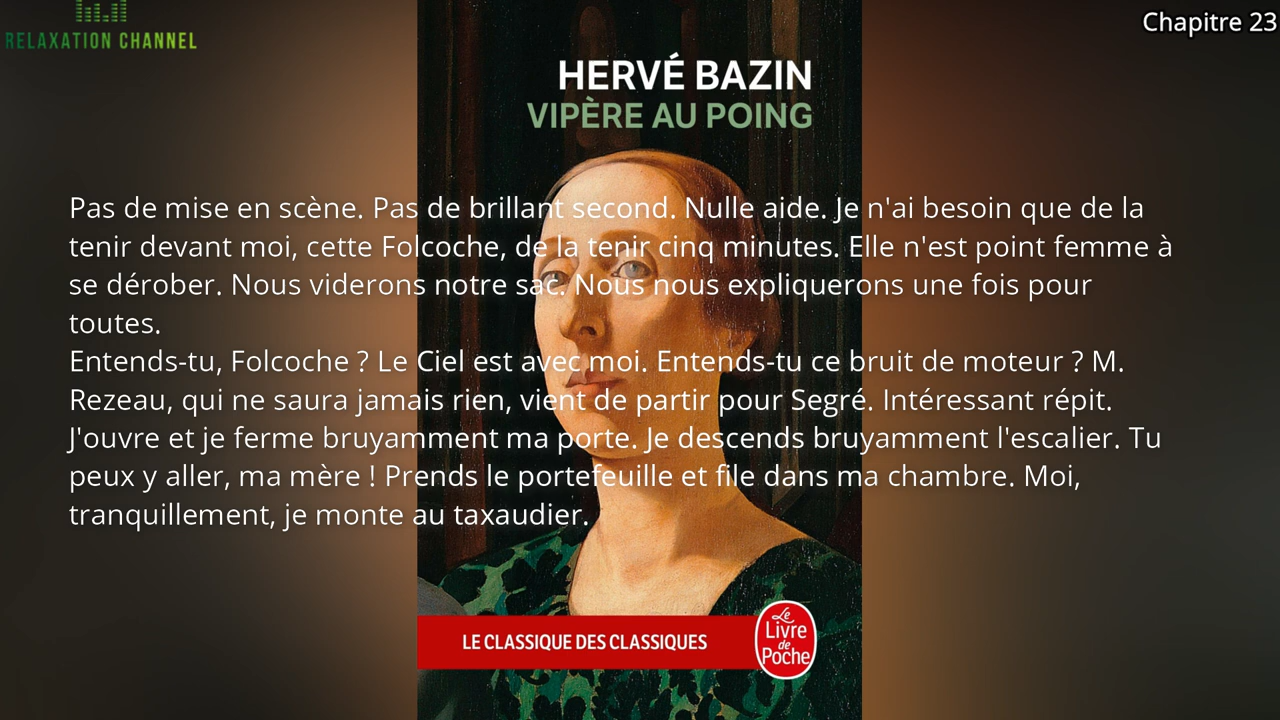 RELAXATION CHANNEL
Chapitre 23
HERVÉ BAZIN
VIPÈRE AU POING
Pas de mise en scène. Pas de brillant second. Nulle aide. Je n'ai besoin que de la
tenir devant moi, cette Folcoche, de la tenir cinq minutes. Elle n'est point femme à
se dérober. Nous viderons notre sac. Nous nous expliquerons une fois pour
toutes.
Entends-tu, Folcoche ? Le Ciel est avec moi. Entends-tu ce bruit de moteur ? M.
Rezeau, qui ne saura jamais rien, vient de partir pour Segré. Intéressant répit.
J'ouvre et je ferme bruyamment ma porte. Je descends bruyamment l'escalier. Tu
peux y aller, ma mère ! Prends le portefeuille et file dans ma chambre. Moi,
tranquillement, je monte au taxaudier.
LE CLASSIQUE DES CLASSIQUES
Le
Livre
de
Poche